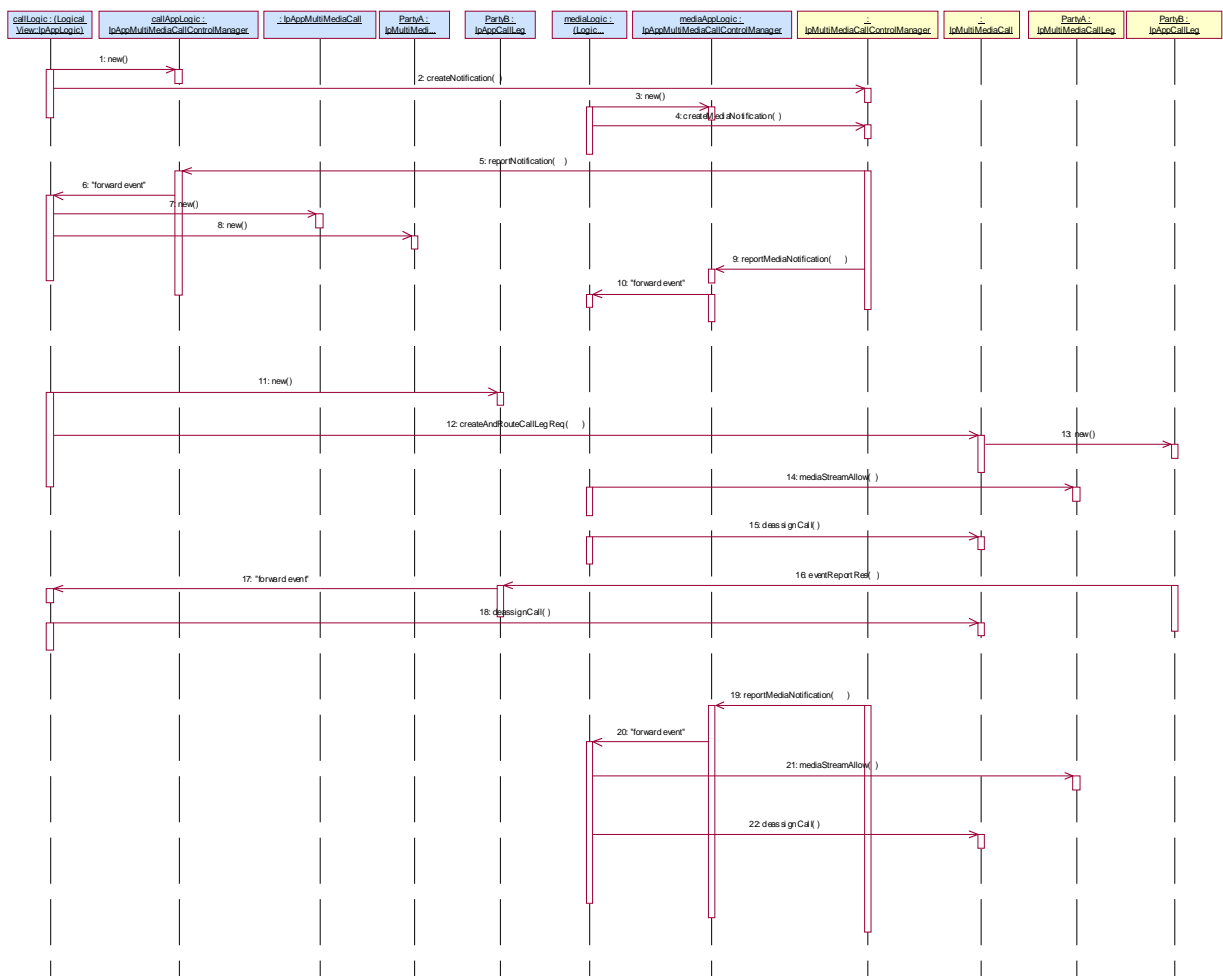 callLogic : (Logical
View::IpAppLogic)
callAppLogic :
IpAppMultiMediaCallControlManager
: IpAppMultiMediaCall
PartyA :
IpMultiMedi...
PartyB :
IpAppCallLeg
mediaLogic :
(Logic...
mediaAppLogic :
IpAppMultiMediaCallControlManager
:
IpMultiMediaCallControlManager
:
IpMultiMediaCall
PartyA :
IpMultiMediaCallLeg
PartyB :
IpAppCallLeg
1: new()
2: createNotification( )
3: new()
4: createMediaNotification( )
5: reportNotification( )
6: "forward event"
7: new()
8: new()
9: reportMediaNotification( )
10: "forward event"
11: new()
12: createAndRouteCallLegReq( )
13: new()
14: mediaStreamAllow( )
15: deassignCall( )
16: eventReportRes( )
17: "forward event"
18: deassignCall( )
19: reportMediaNotification( )
20: "forward event"
21: mediaStreamAllow( )
22: deassignCall( )